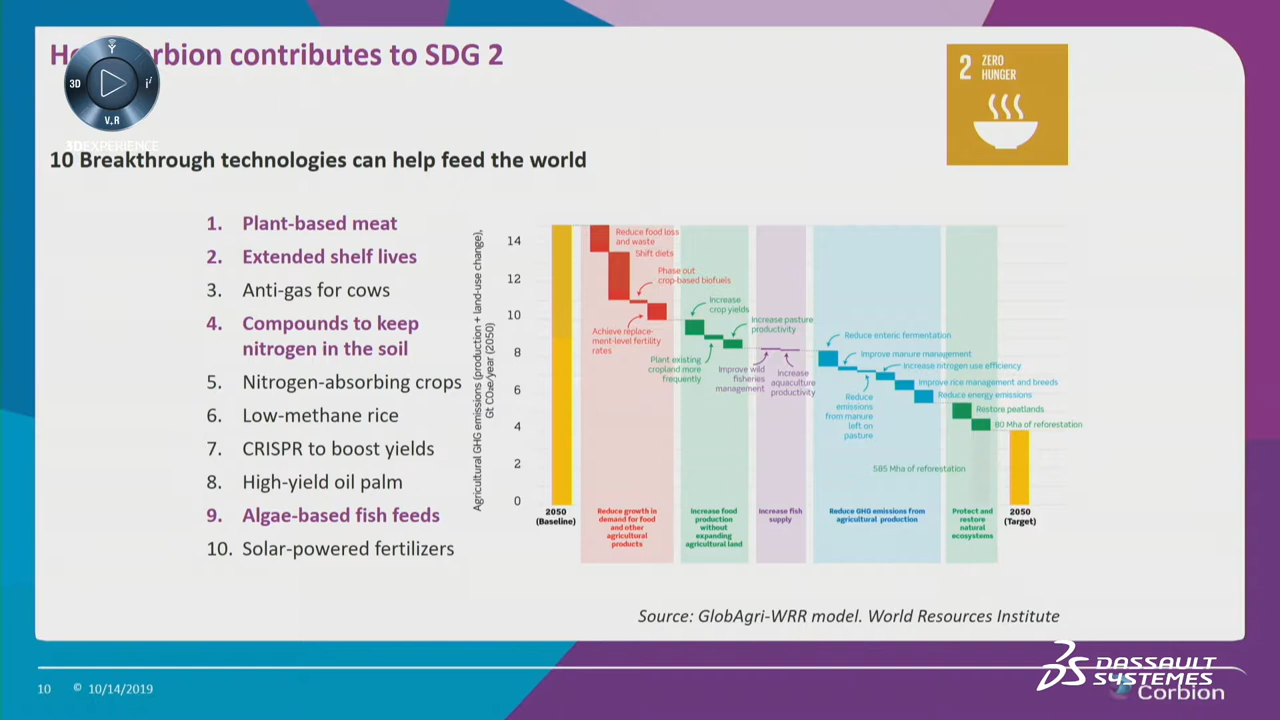 Corbion contributes to SDG 2
2 ZERO
HUNGER
3D
i
V,R
3DEXPERIENCE
10 Breakthrough technologies can help feed the world
1. Plant-based meat
2. Extended shelf lives
3. Anti-gas for cows
4. Compounds to keep
nitrogen in the soil
5. Nitrogen-absorbing crops
6. Low-methane rice
7. CRISPR to boost yields
8. High-yield oil palm
9. Algae-based fish feeds
10. Solar-powered fertilizers
Agricultural GHG emissions (production + land-use change),
Gt CO₂e/year (2050)
14
12
10
8
6
4
2
0
Reduce food loss
and waste
Shift diets
Phase out
crop-based biofuels
Achieve replace-
ment-level fertility
rates
Increase
crop yields
Increase pasture
productivity
Plant existing
cropland more
frequently
Improve wild
fisheries
management
Increase
aquaculture
productivity
Reduce enteric fermentation
Improve manure management
Increase nitrogen use efficiency
Improve rice management and breeds
Reduce energy emissions
Reduce
emissions
from manure
left on
pasture
Restore peatlands
80 Mha of reforestation
585 Mha of reforestation
2050
(Baseline)
Reduce growth in
demand for food
and other
agricultural
products
Increase food
production
without
expanding
agricultural land
Increase fish
supply
Reduce GHG emissions from
agricultural production
Protect and
restore
natural
ecosystems
2050
(Target)
Source: GlobAgri-WRR model. World Resources Institute
10 © 10/14/2019
DASSAULT
SYSTEMES
Corbion